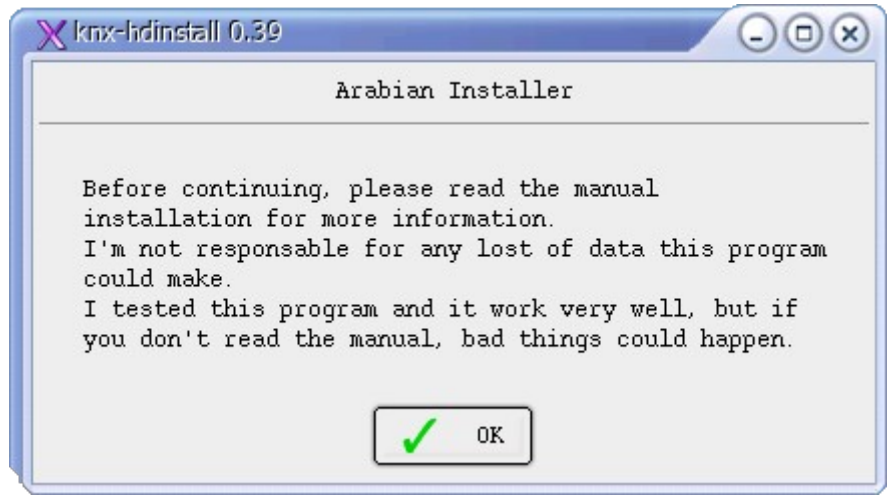 knx-hdinstall 0.39
Arabian Installer
Before continuing, please read the manual
installation for more information.
I'm not responsable for any lost of data this program
could make.
I tested this program and it work very well, but if
you don't read the manual, bad things could happen.
OK